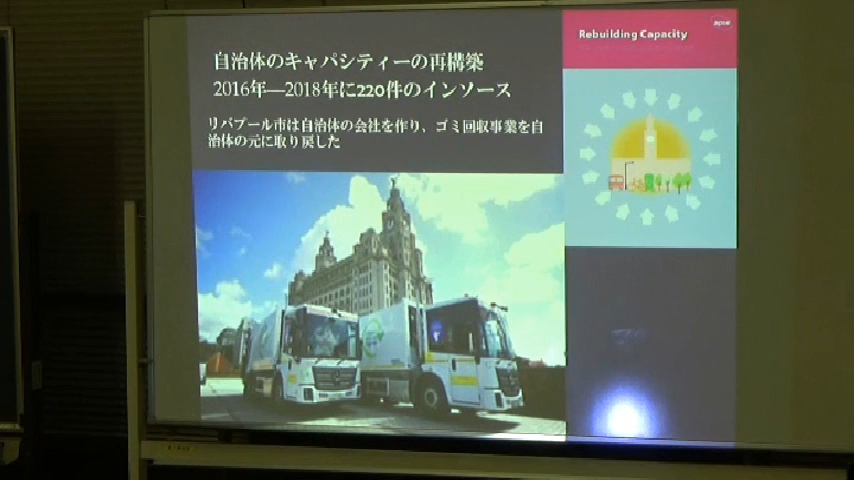 自治体のキャパシティーの再構築
2016年—2018年に220件のインソース
リバプール市は自治体の会社を作り、ゴミ回収事業を自
治体の元に取り戻した
Rebuilding Capacity